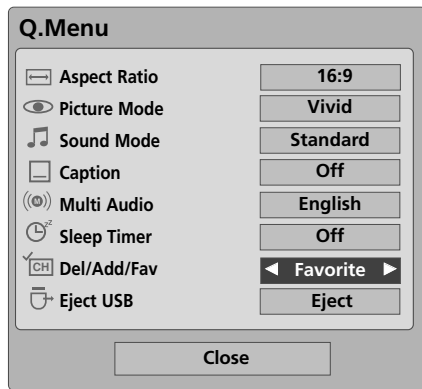 Q.Menu
Aspect Ratio 16:9
Picture Mode Vivid
Sound Mode Standard
Caption Off
((M)) Multi Audio English
zz Sleep Timer Off
CH Del/Add/Fav ◄ Favorite ►
Eject USB Eject
Close